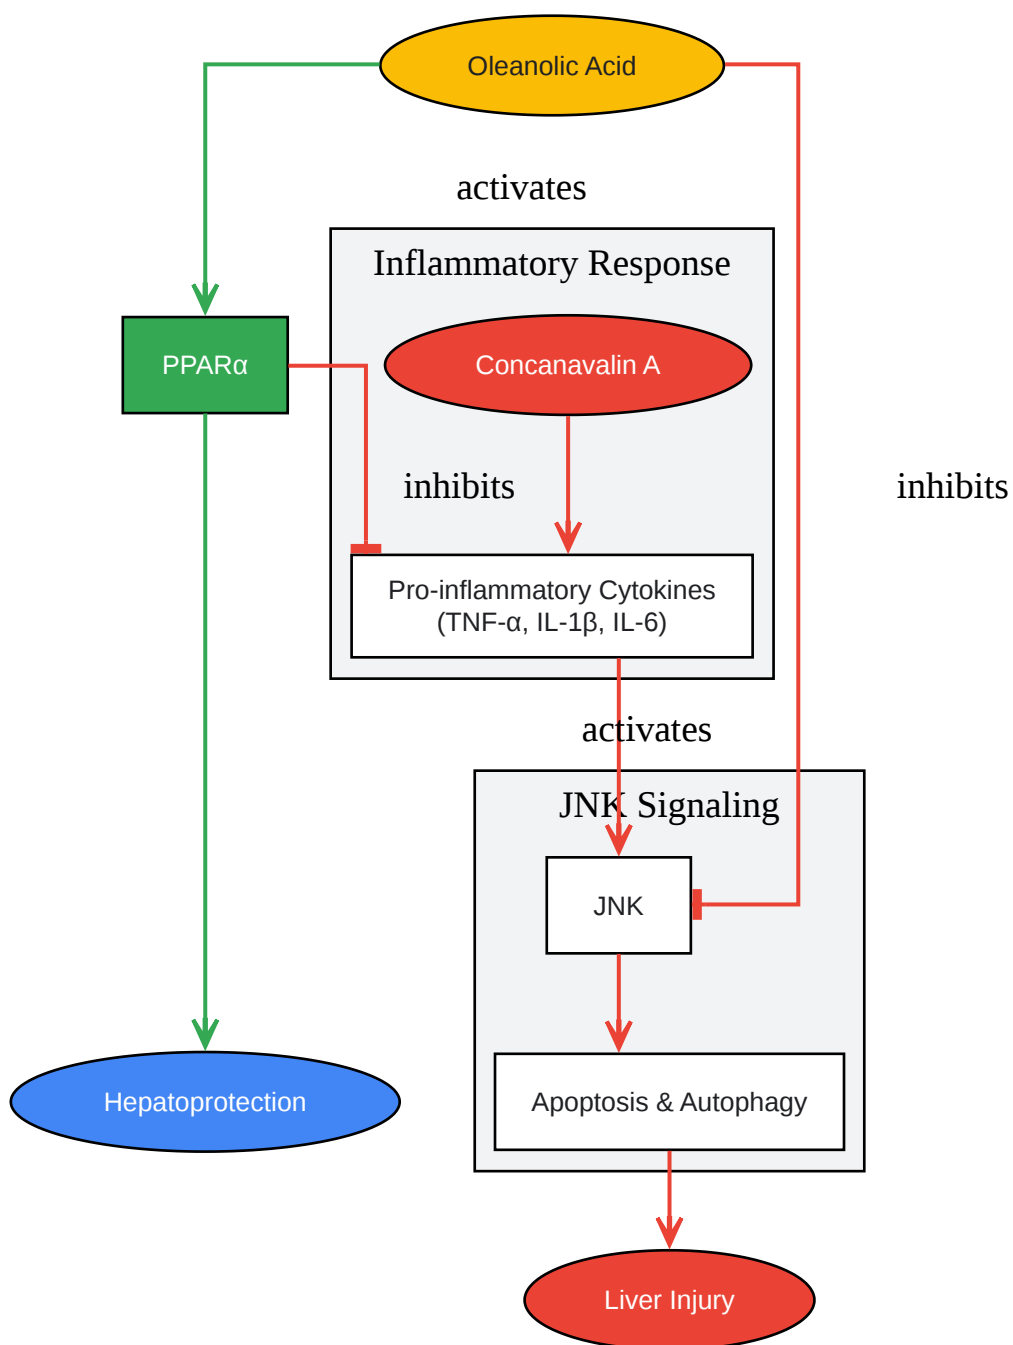 Oleanolic Acid
activates
Inflammatory Response
PPARα
Concanavalin A
inhibits
inhibits
Pro-inflammatory Cytokines
(TNF-α, IL-1β, IL-6)
activates
JNK Signaling
JNK
Hepatoprotection
Apoptosis & Autophagy
Liver Injury